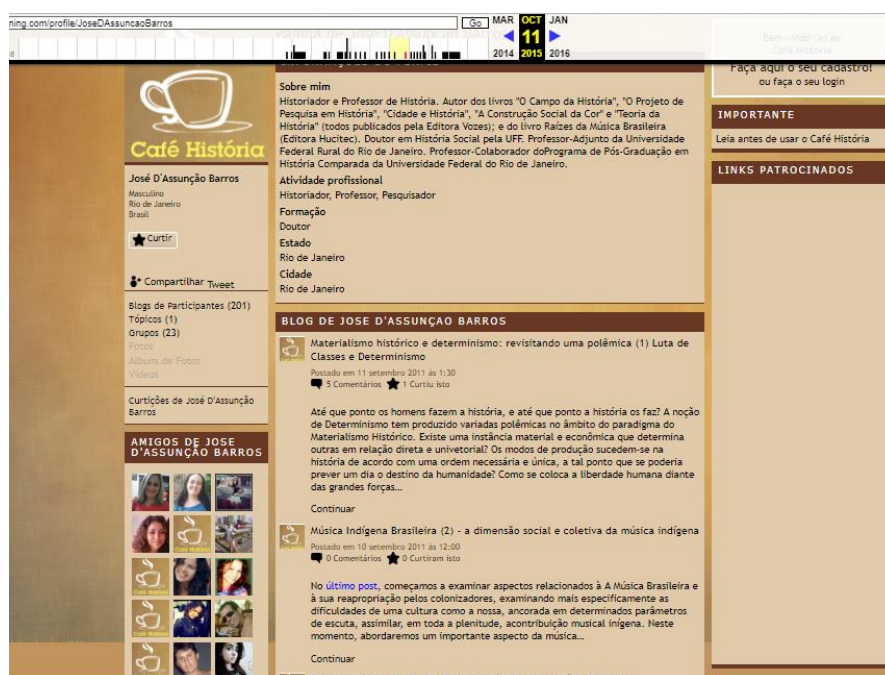 ning.com/profile/JoseDAssuncaoBarros
Go
MAR OCT JAN
11
2014 2015 2016
Café História
José D'Assunção Barros
Masculino
Rio de Janeiro
Brasil
Curtir
Compartilhar Tweet
Blogs de Participantes (201)
Tópicos (1)
Grupos (23)
Fotos
Álbuns de Fotos
Vídeos
Curtições de José D'Assunção
Barros
AMIGOS DE JOSE
D'ASSUNÇÃO BARROS
Sobre mim
Historiador e Professor de História. Autor dos livros "O Campo da História", "O Projeto de
Pesquisa em História", "Cidade e História", "A Construção Social da Cor" e "Teoria da
História" (todos publicados pela Editora Vozes); e do livro Raízes da Música Brasileira
(Editora Hucitec). Doutor em História Social pela UFF. Professor-Adjunto da Universidade
Federal Rural do Rio de Janeiro. Professor-Colaborador doPrograma de Pós-Graduação em
História Comparada da Universidade Federal do Rio de Janeiro.
Atividade profissional
Historiador, Professor, Pesquisador
Formação
Doutor
Estado
Rio de Janeiro
Cidade
Rio de Janeiro
BLOG DE JOSE D'ASSUNÇAO BARROS
Materialismo histórico e determinismo: revisitando uma polêmica (1) Luta de
Classes e Determinismo
Postado em 11 setembro 2011 às 1:30
5 Comentários 1 Curtiu isto
Até que ponto os homens fazem a história, e até que ponto a história os faz? A noção
de Determinismo tem produzido variadas polêmicas no âmbito do paradigma do
Materialismo Histórico. Existe uma instância material e econômica que determina
outras em relação direta e univetorial? Os modos de produção sucedem-se na
história de acordo com uma ordem necessária e única, a tal ponto que se poderia
prever um dia o destino da humanidade? Como se coloca a liberdade humana diante
das grandes forças…
Continuar
Música Indígena Brasileira (2) - a dimensão social e coletiva da música indígena
Postado em 10 setembro 2011 às 12:00
0 Comentários 0 Curtiram isto
No último post, começamos a examinar aspectos relacionados à A Música Brasileira e
à sua reapropriação pelos colonizadores, examinando mais especificamente as
dificuldades de uma cultura como a nossa, ancorada em determinados parâmetros
de escuta, assimilar, em toda a plenitude, acontribuição musical inígena. Neste
momento, abordaremos um importante aspecto da música…
Continuar
Bem-vindo (a) ao
Café História
Faça aqui o seu cadastro!
ou faça o seu login
IMPORTANTE
Leia antes de usar o Café História
LINKS PATROCINADOS